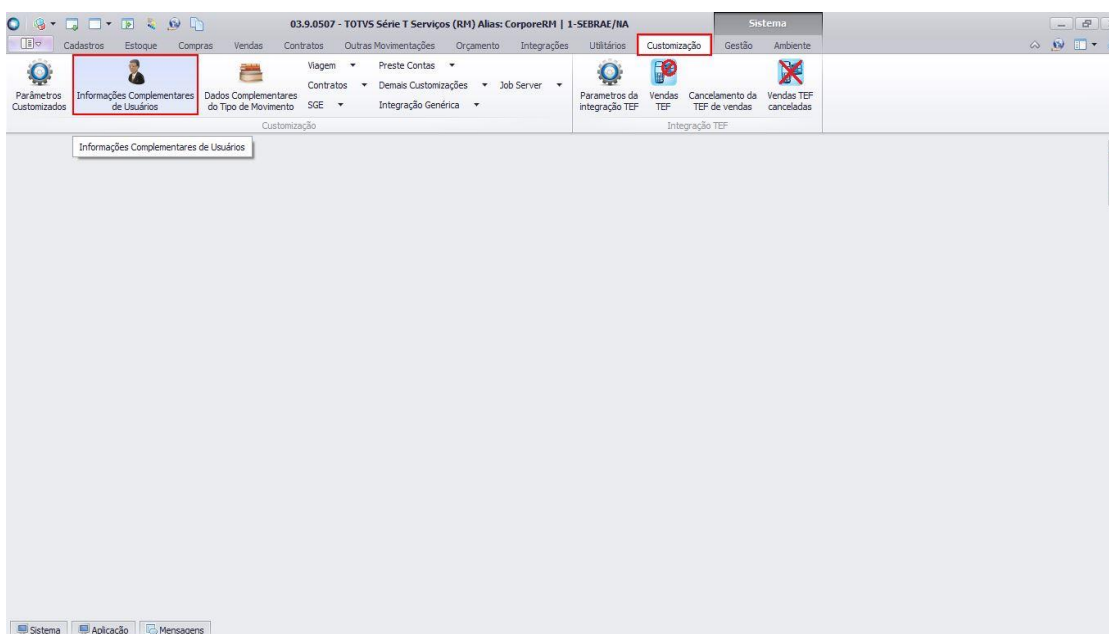 03.9.0507 - TOTVS Série T Serviços (RM) Alias: CorporeRM | 1-SEBRAE/NA
Sistema
Cadastros Estoque Compras Vendas Contratos Outras Movimentações Orçamento Integrações Utilitários Customização Gestão Ambiente
Parâmetros
Customizados
Informações Complementares
de Usuários
Dados Complementares
do Tipo de Movimento
Viagem
Contratos
SGE
Preste Contas
Demais Customizações
Integração Genérica
Job Server
Parametros da
integração TEF
Vendas
TEF
Cancelamento da
TEF de vendas
Vendas TEF
canceladas
Customização
Integração TEF
Informações Complementares de Usuários
Sistema Aplicação Mensagens